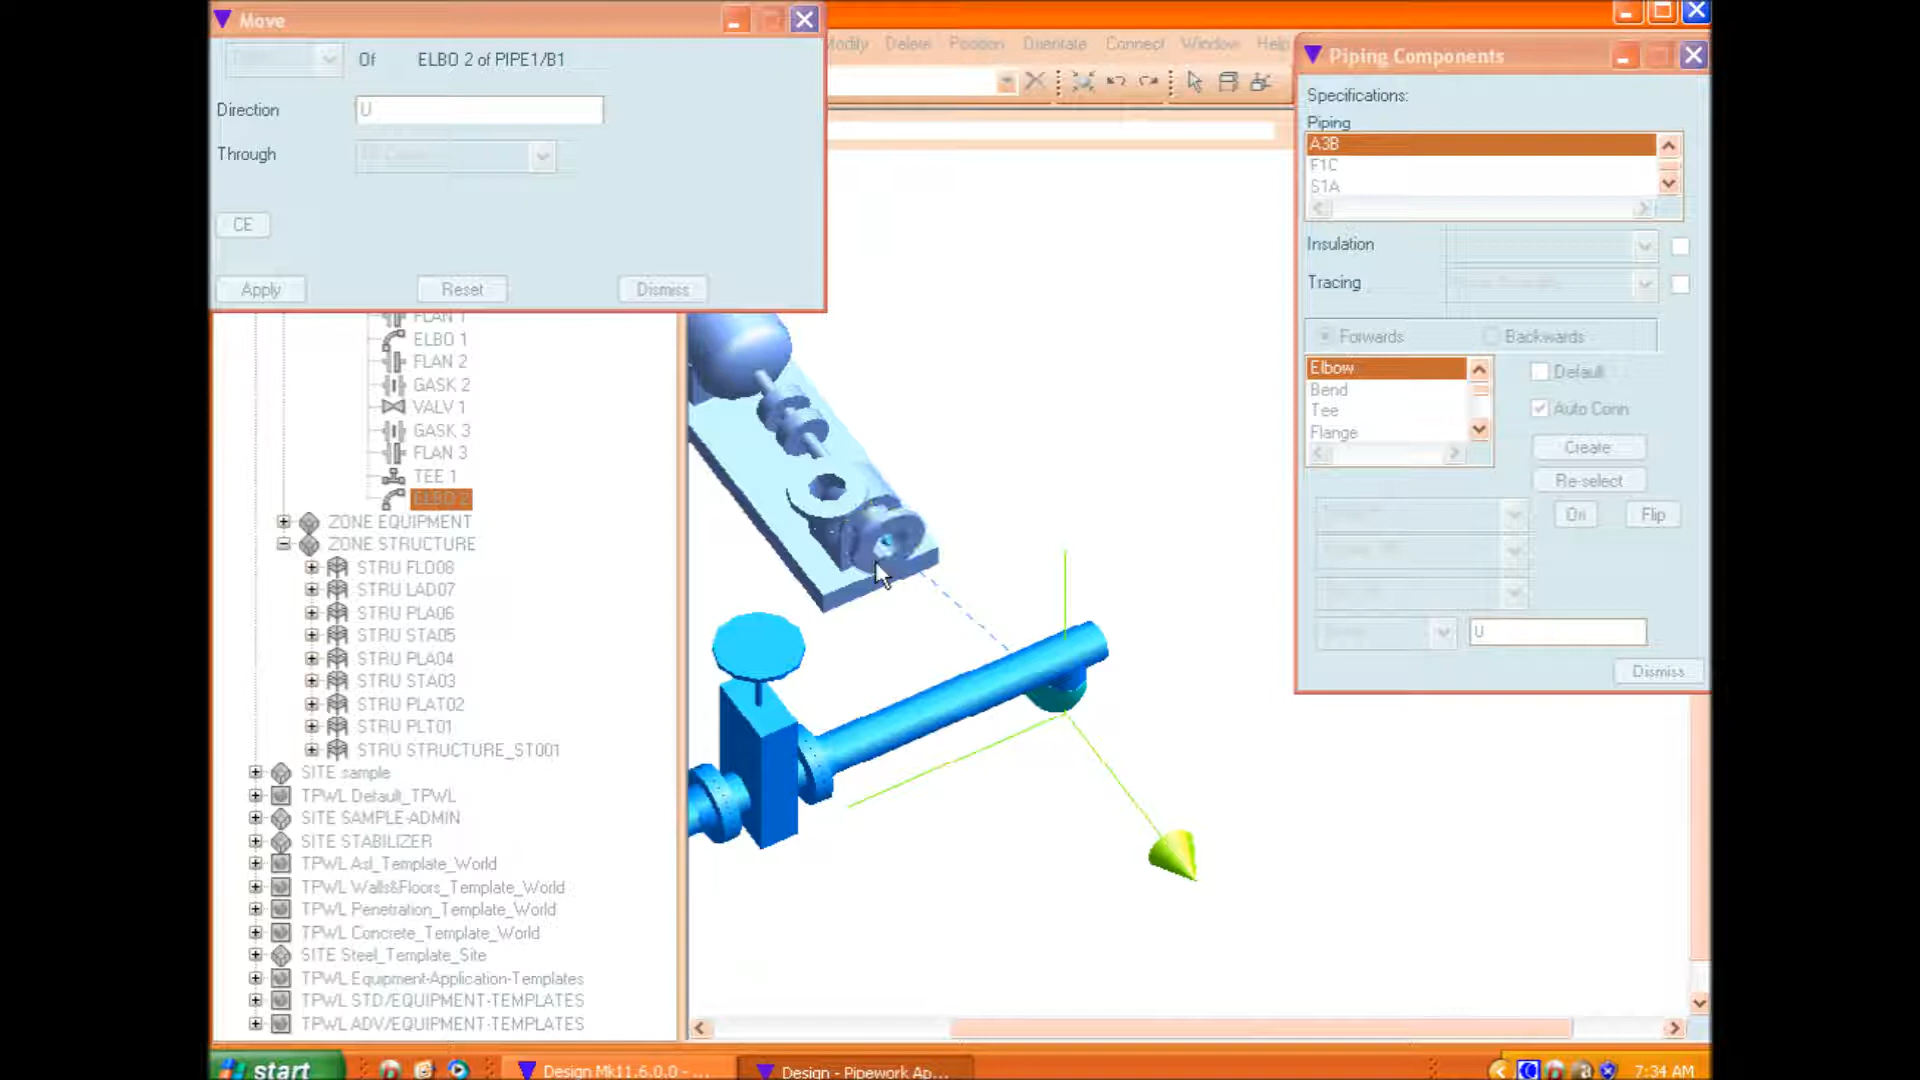 Move
Of ELBO 2 of PIPE1/B1
Direction U
Through
CE
Apply Reset Dismiss
Modify Delete Position Orientate Connect Window Help
Piping Components
Specifications:
Piping
A3B
F1C
S1A
Insulation
Tracing
Forwards Backwards
Elbow
Bend
Tee
Flange
Default
Auto Conn
Create
Re-select
On Flip
U
Dismiss
FLAN 1
ELBO 1
FLAN 2
GASK 2
VALV 1
GASK 3
FLAN 3
TEE 1
ELBO 2
ZONE EQUIPMENT
ZONE STRUCTURE
STRU FLD08
STRU LAD07
STRU PLA06
STRU STA05
STRU PLA04
STRU STA03
STRU PLAT02
STRU PLT01
STRU STRUCTURE_ST001
SITE sample
TPWL Default_TPWL
SITE SAMPLE-ADMIN
SITE STABILIZER
TPWL Asl_Template_World
TPWL Walls&Floors_Template_World
TPWL Penetration_Template_World
TPWL Concrete_Template_World
SITE Steel_Template_Site
TPWL Equipment-Application-Templates
TPWL STD/EQUIPMENT-TEMPLATES
TPWL ADV/EQUIPMENT-TEMPLATES
start
Design Mk11.6.0.0 - ...
Design - Pipework Ap...
7:34 AM